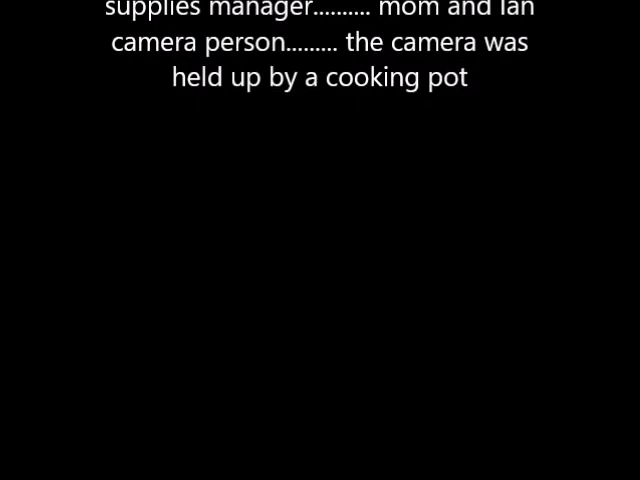 supplies manager.......... mom and Ian
camera person......... the camera was
held up by a cooking pot